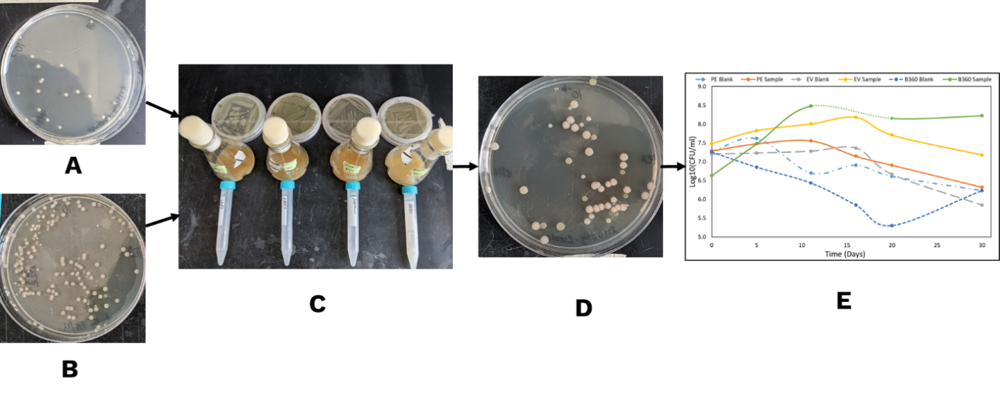 A
B
C
D
PE Blank PE Sample EV Blank EV Sample B360 Blank B360 Sample
Log10(CFU/ml)
9.0
8.5
8.0
7.5
7.0
6.5
6.0
5.5
5.0
0 5 10 15 20 25 30
Time (Days)
E